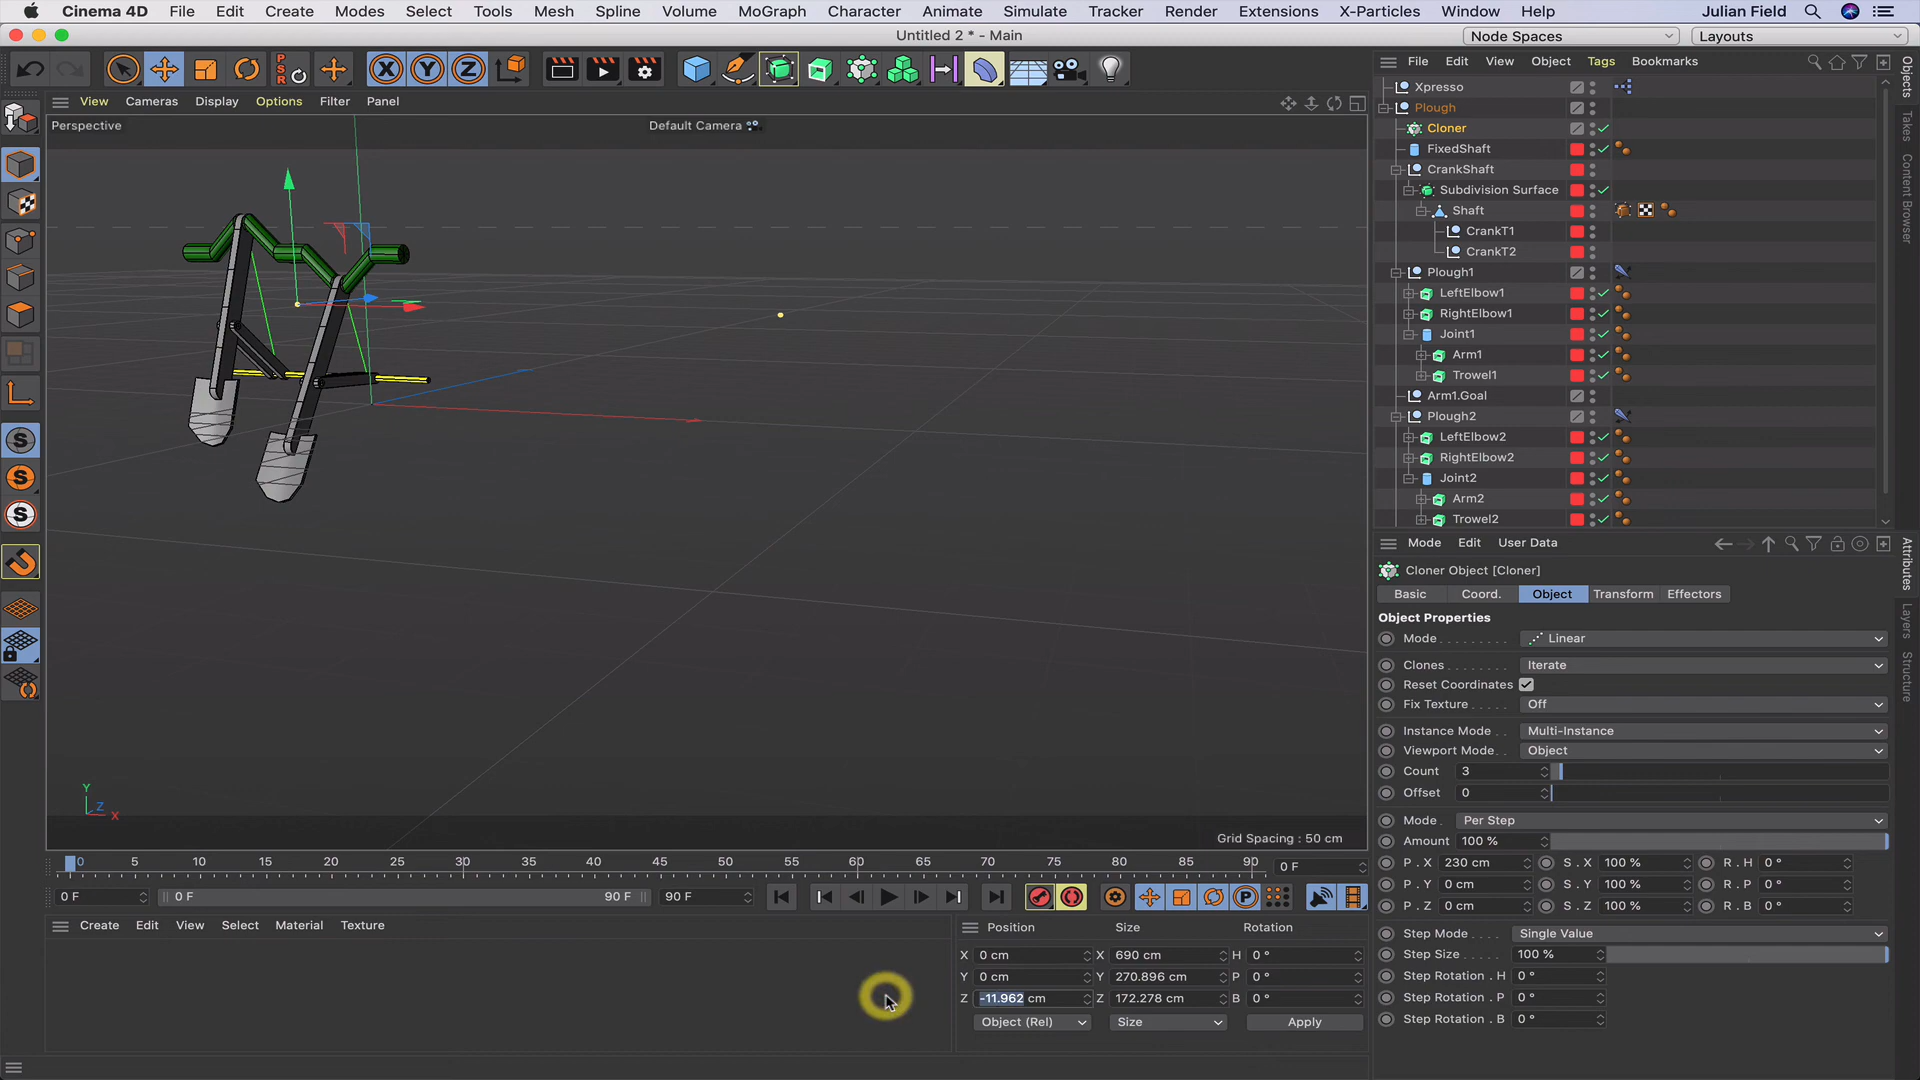 Cinema 4D File Edit Create Modes Select Tools Mesh Spline Volume MoGraph Character Animate Simulate Tracker Render Extensions X-Particles Window Help Julian Field
Untitled 2 * - Main
Node Spaces
Layouts
File Edit View Object Tags Bookmarks
View Cameras Display Options Filter Panel
Perspective
Default Camera
Xpresso
Plough
Cloner
FixedShaft
CrankShaft
Subdivision Surface
Shaft
CrankT1
CrankT2
Plough1
LeftElbow1
RightElbow1
Joint1
Arm1
Trowel1
Arm1.Goal
Plough2
LeftElbow2
RightElbow2
Joint2
Arm2
Trowel2
Objects
Takes
Content Browser
Mode Edit User Data
Cloner Object [Cloner]
Basic Coord. Object Transform Effectors
Object Properties
Mode Linear
Clones Iterate
Reset Coordinates
Fix Texture Off
Instance Mode Multi-Instance
Viewport Mode Object
Count 3
Offset 0
Mode Per Step
Amount 100 %
P . X 230 cm S . X 100 % R . H 0 °
P . Y 0 cm S . Y 100 % R . P 0 °
P . Z 0 cm S . Z 100 % R . B 0 °
Step Mode Single Value
Step Size 100 %
Step Rotation . H 0 °
Step Rotation . P 0 °
Step Rotation . B 0 °
Attributes
Layers
Structure
Y
Z
X
Grid Spacing : 50 cm
0 5 10 15 20 25 30 35 40 45 50 55 60 65 70 75 80 85 90 0 F
0 F 0 F 90 F 90 F
Create Edit View Select Material Texture
Position Size Rotation
X 0 cm X 690 cm H 0 °
Y 0 cm Y 270.896 cm P 0 °
Z -11.962 cm Z 172.278 cm B 0 °
Object (Rel) Size Apply